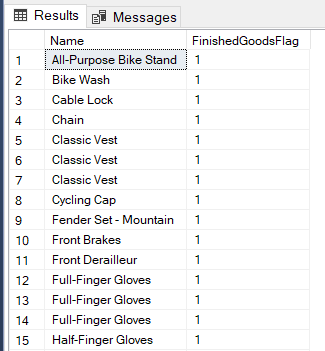 Results Messages
Name FinishedGoodsFlag
1 All-Purpose Bike Stand 1
2 Bike Wash 1
3 Cable Lock 1
4 Chain 1
5 Classic Vest 1
6 Classic Vest 1
7 Classic Vest 1
8 Cycling Cap 1
9 Fender Set - Mountain 1
10 Front Brakes 1
11 Front Derailleur 1
12 Full-Finger Gloves 1
13 Full-Finger Gloves 1
14 Full-Finger Gloves 1
15 Half-Finger Gloves 1